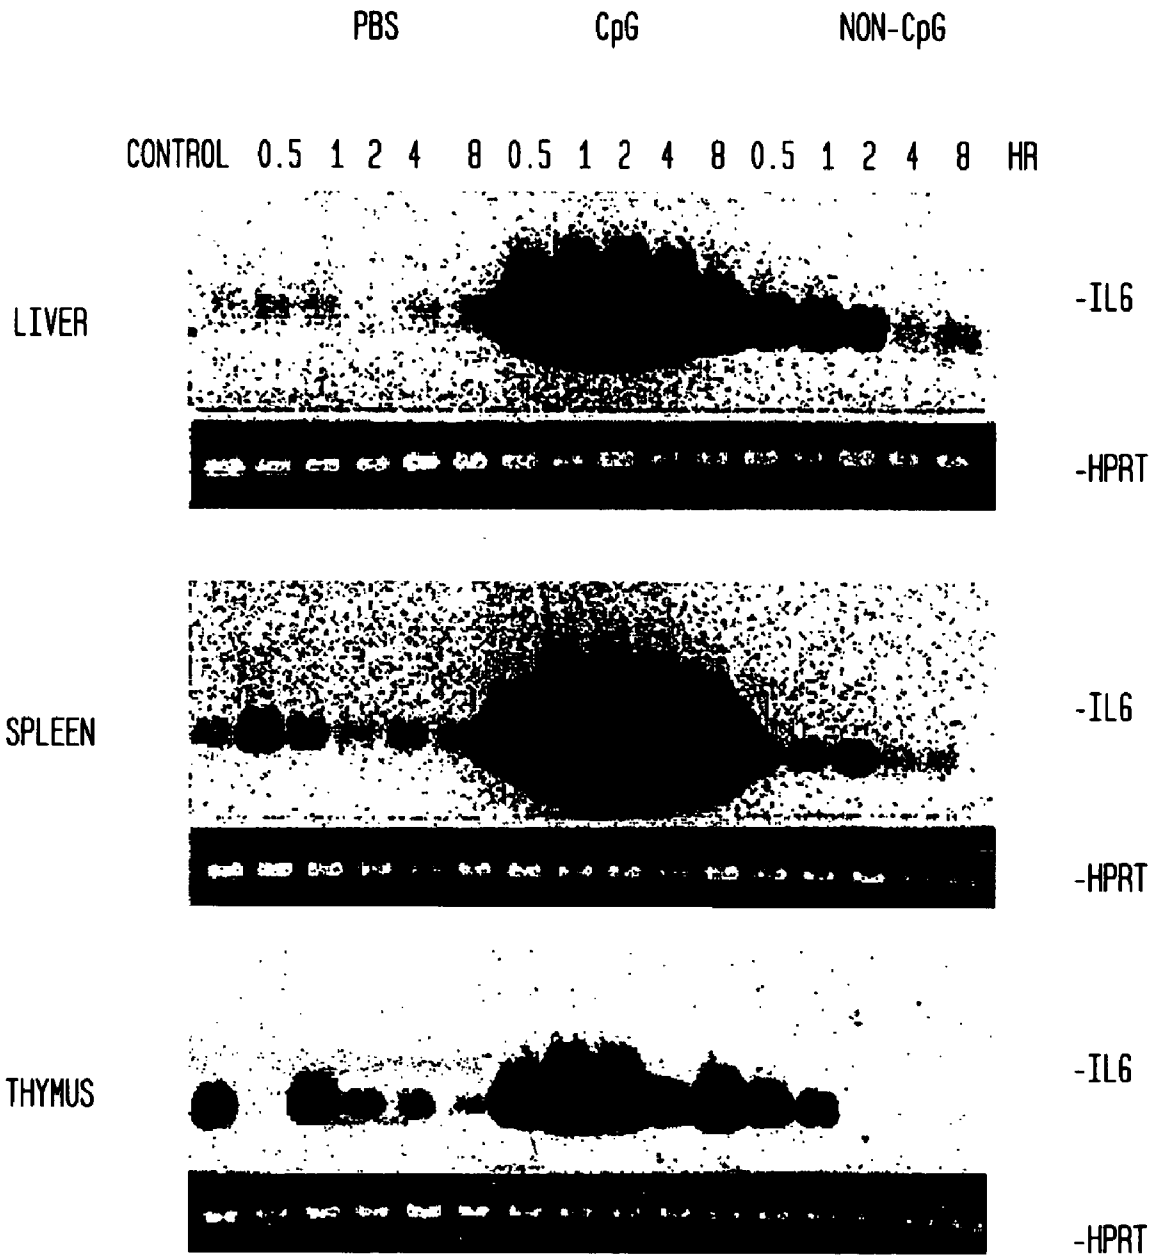 PBS CpG NON-CpG
CONTROL 0.5 1 2 4 8 0.5 1 2 4 8 0.5 1 2 4 8 HR
-IL6
LIVER
-HPRT
-IL6
SPLEEN
-HPRT
-IL6
THYMUS
-HPRT